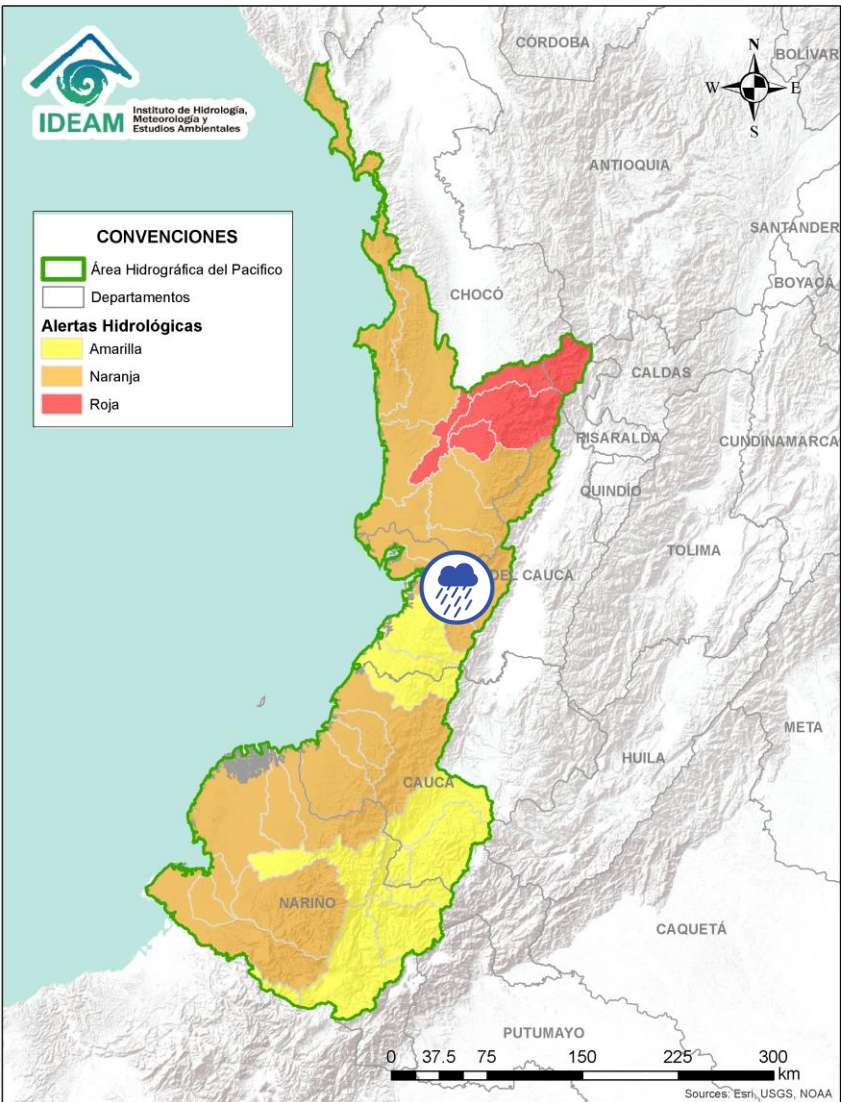 IDEAM
Instituto de Hidrología,
Meteorología y
Estudios Ambientales
N
W
E
S
CÓRDOBA
BOLIVAR
ANTIOQUIA
SANTANDER
BOYACÁ
CHOCÓ
CONVENCIONES
Área Hidrográfica del Pacifico
Departamentos
Alertas Hidrológicas
Amarilla
Naranja
Roja
CALDAS
RISARALDA
CUNDINAMARCA
QUINDÍO
TOLIMA
DEL CAUCA
META
HUILA
CAUCA
NARIÑO
CAQUETÁ
PUTUMAYO
0 37.5 75 150 225 300
km
Sources: Esri, USGS, NOAA